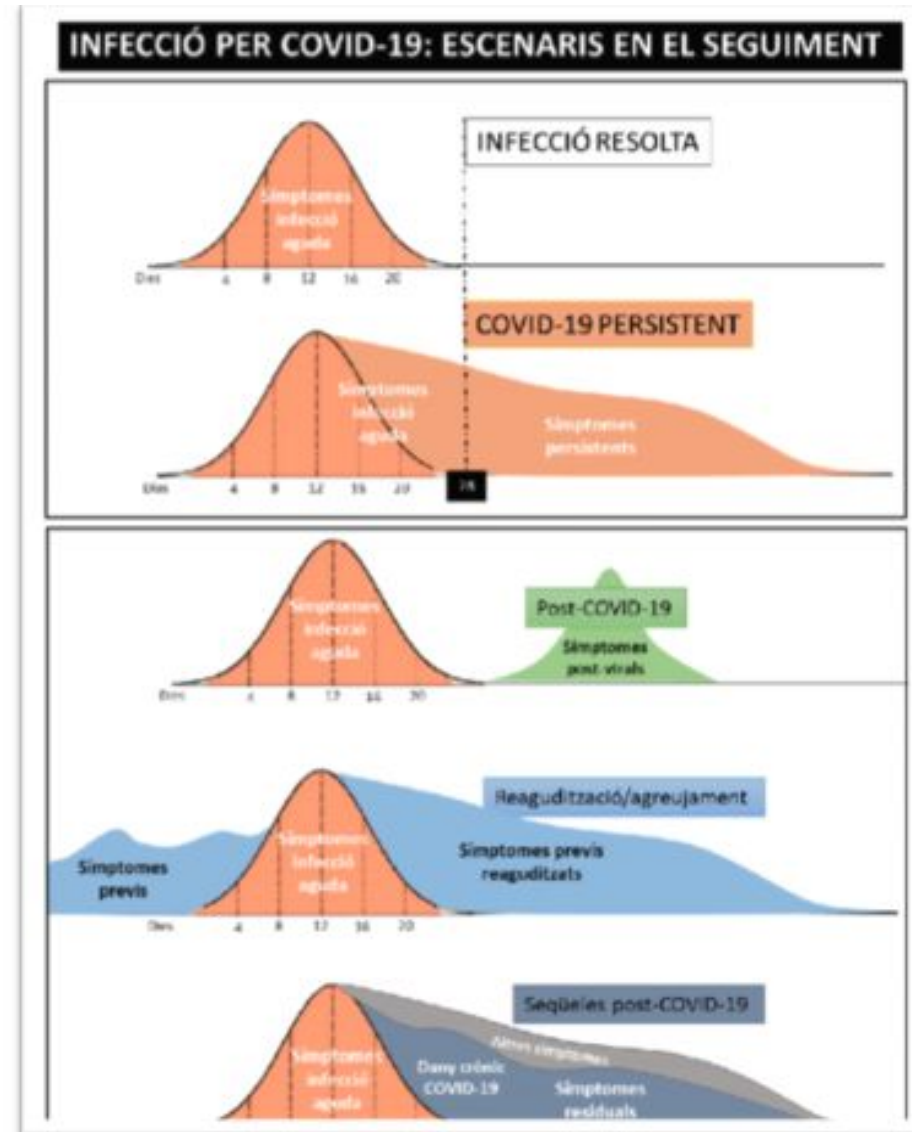 INFECCIÓ PER COVID-19: ESCENARIS EN EL SEGUIMENT
INFECCIÓ RESOLTA
Símptomes
infecció
aguda
Dies 4 8 12 16 20
COVID-19 PERSISTENT
Símptomes
infecció
aguda
Símptomes
persistents
Dies 4 8 12 16 20
Post-COVID-19
Símptomes
infecció
aguda
Símptomes
post-virals
Dies 4 8 12 16 20
Reagudització/agreujament
Símptomes
previs
Símptomes
infecció
aguda
Símptomes previs
reaguditzats
Dies 4 8 12 16 20
Seqüeles post-COVID-19
Altres símptomes
Símptomes
infecció
aguda
Dany crònic
COVID-19
Símptomes
residuals